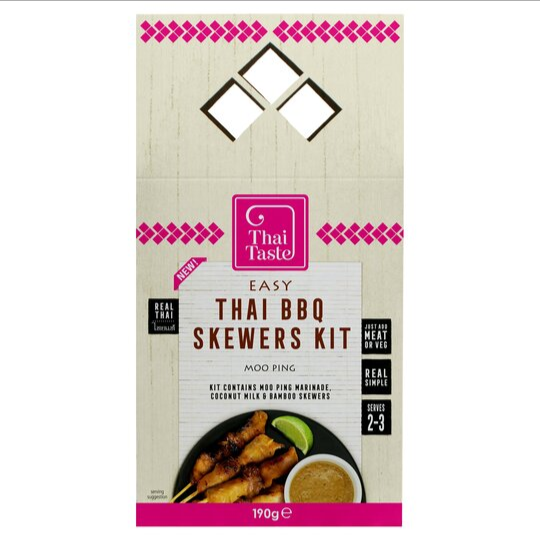 Thai
Taste
NEW!
EASY
THAI BBQ
SKEWERS KIT
MOO PING
KIT CONTAINS MOO PING MARINADE,
COCONUT MILK & BAMBOO SKEWERS
REAL
THAI
JUST ADD
MEAT
OR VEG
REAL
SIMPLE
SERVES
2-3
serving
suggestion
190g e